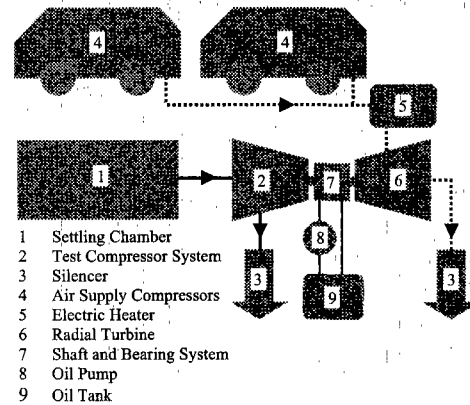 4 4
5
1 2 7 6
8
3 9 3
1 Settling Chamber
2 Test Compressor System
3 Silencer
4 Air Supply Compressors
5 Electric Heater
6 Radial Turbine
7 Shaft and Bearing System
8 Oil Pump
9 Oil Tank